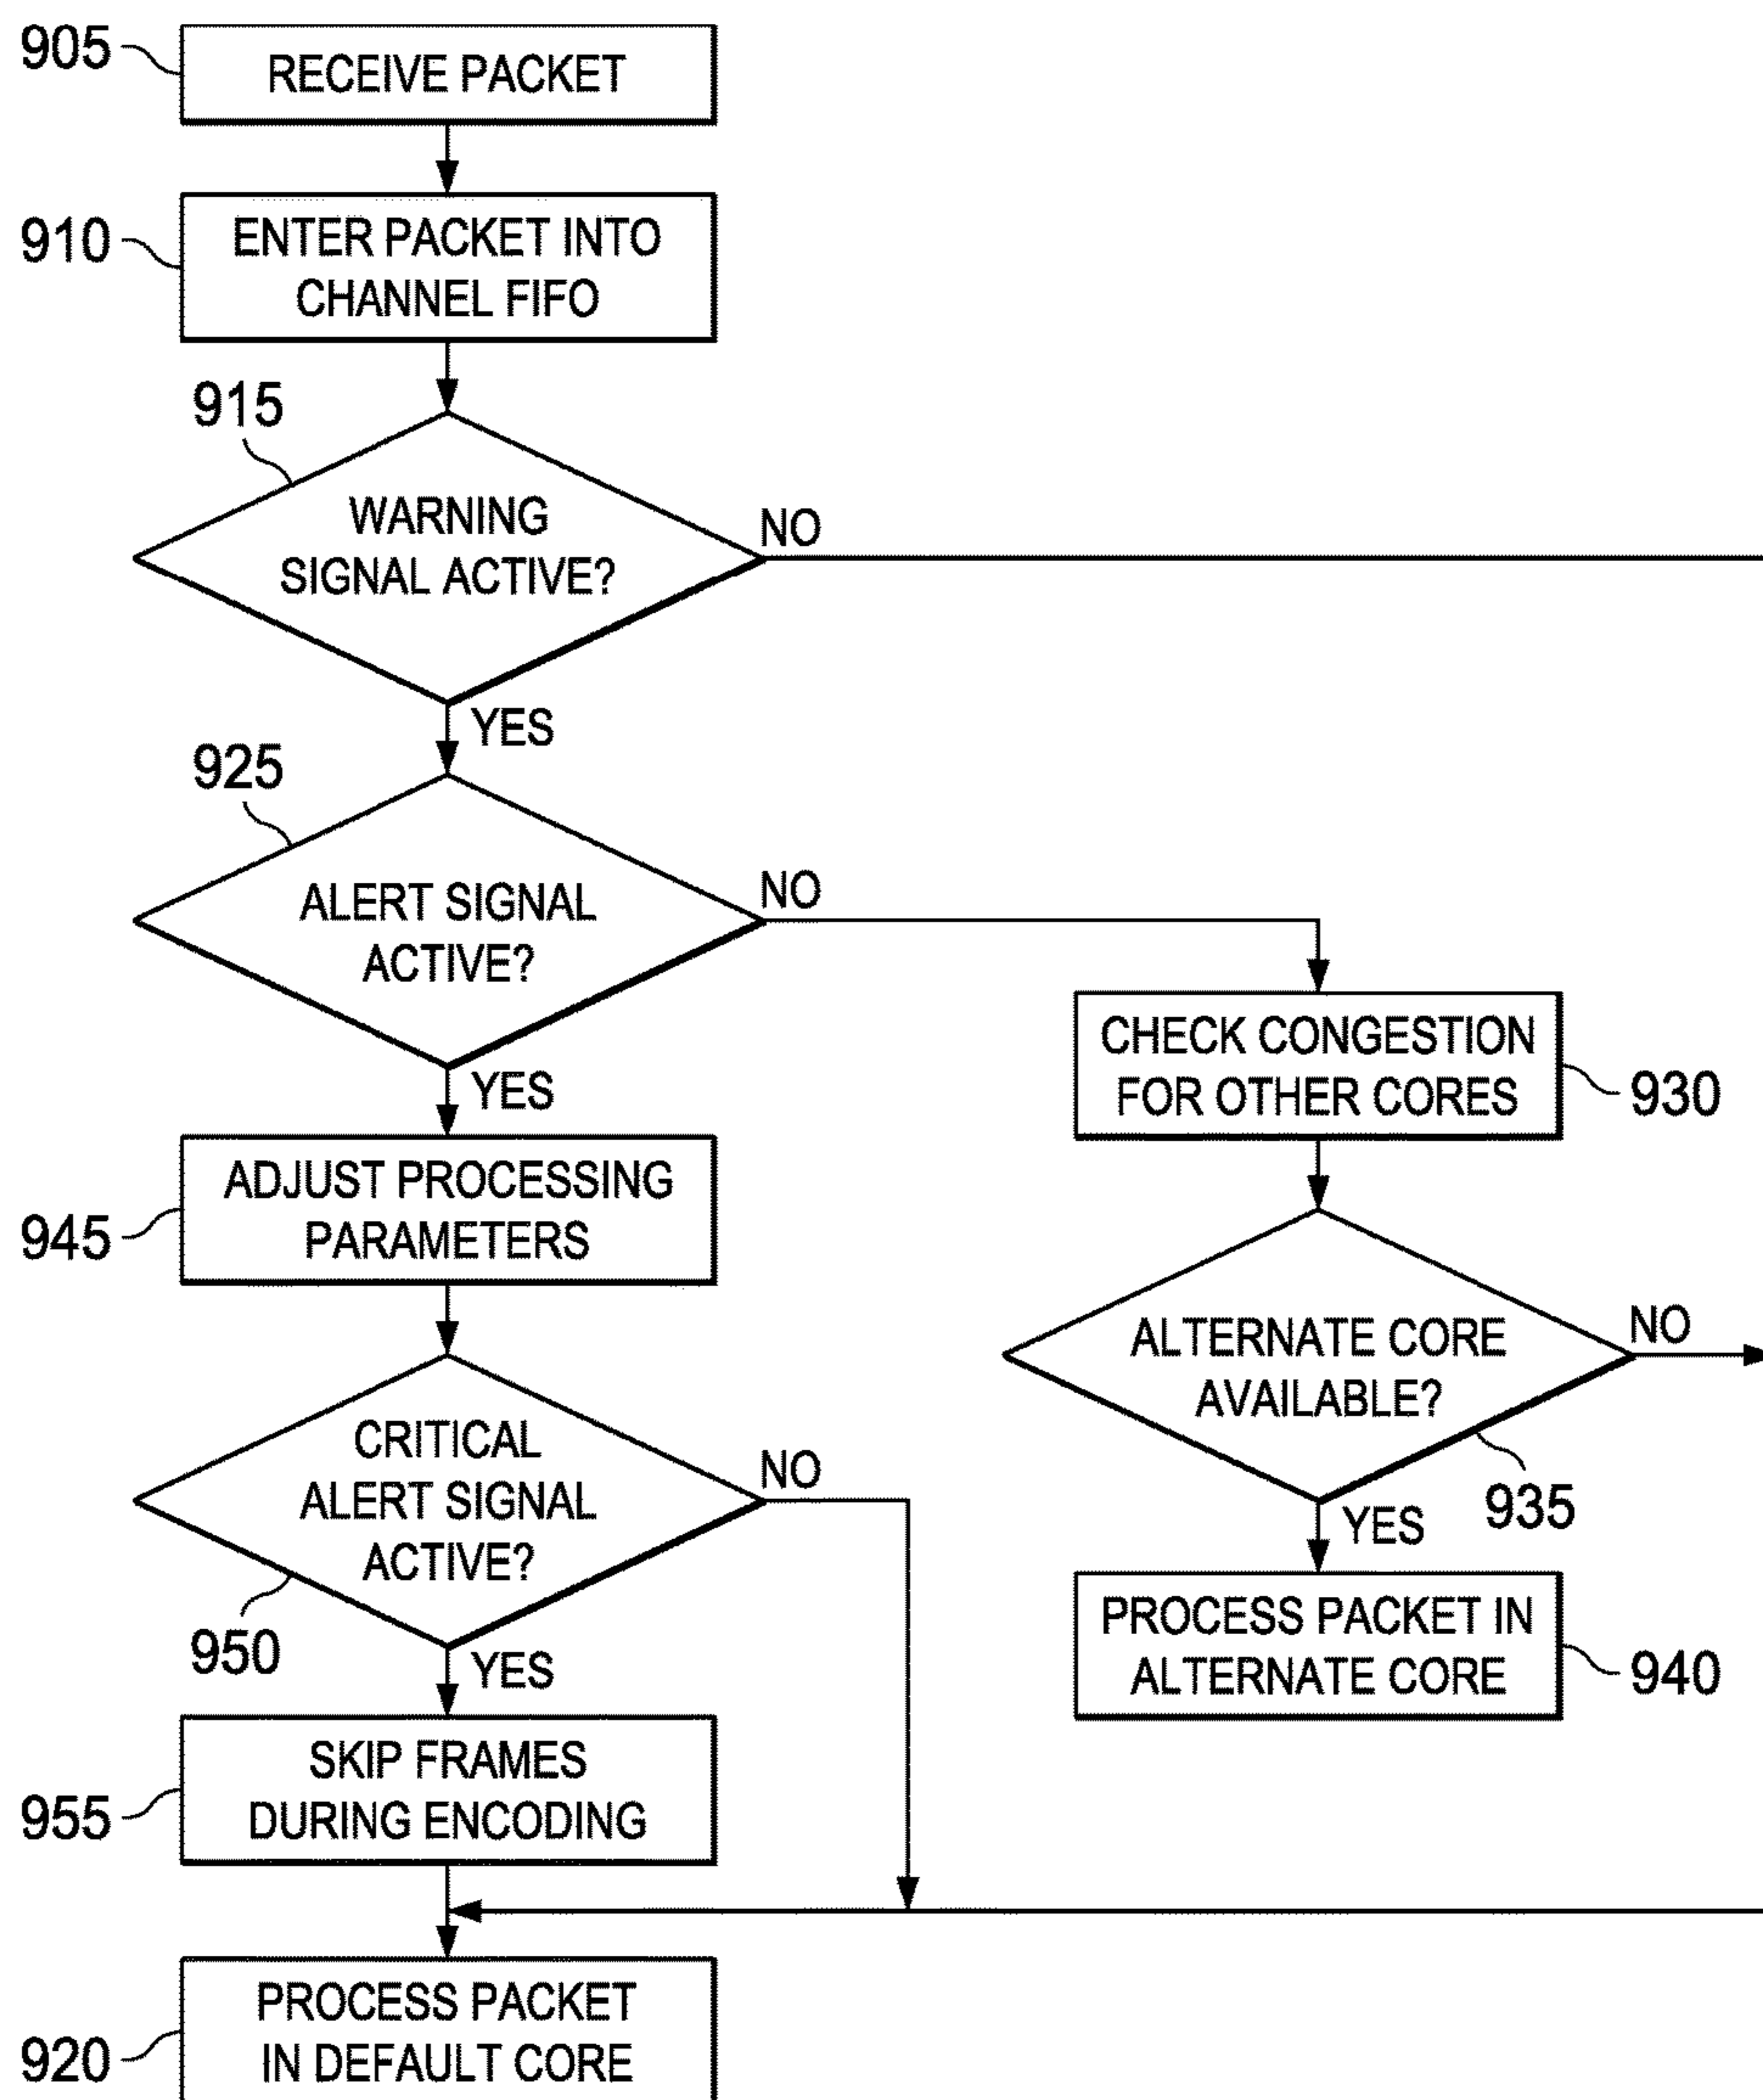 905
RECEIVE PACKET
910
ENTER PACKET INTO
CHANNEL FIFO
915
WARNING
SIGNAL ACTIVE?
NO
YES
925
ALERT SIGNAL
ACTIVE?
NO
YES
CHECK CONGESTION
FOR OTHER CORES
930
945
ADJUST PROCESSING
PARAMETERS
ALTERNATE CORE
AVAILABLE?
NO
935
YES
CRITICAL
ALERT SIGNAL
ACTIVE?
NO
950
YES
PROCESS PACKET IN
ALTERNATE CORE
940
955
SKIP FRAMES
DURING ENCODING
920
PROCESS PACKET
IN DEFAULT CORE